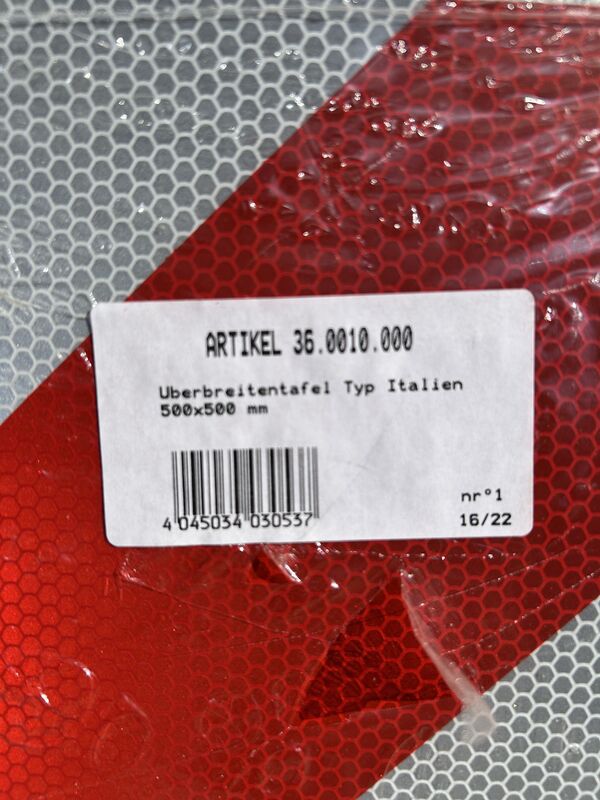 ARTIKEL 36.0010.000
Uberbreitentafel Typ Italien
500x500 mm
4 045034 030537
nr°1
16/22